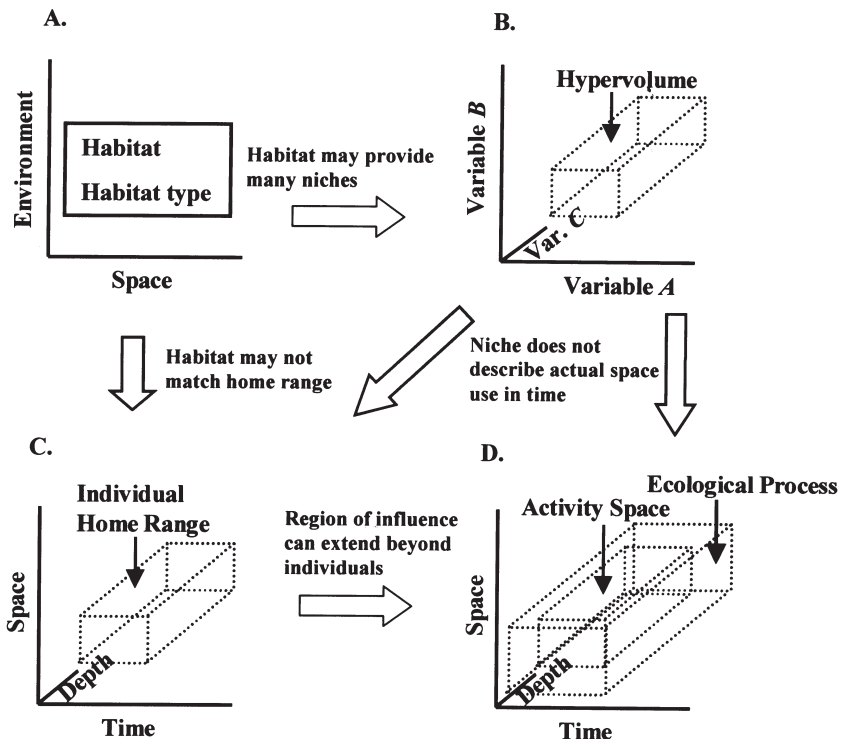 A.
Environment
Habitat
Habitat type
Space
Habitat may provide
many niches
B.
Hypervolume
Variable B
Var. C
Variable A
Habitat may not
match home range
Niche does not
describe actual space
use in time
C.
Individual
Home Range
Space
Depth
Time
Region of influence
can extend beyond
individuals
D.
Ecological Process
Activity Space
Space
Depth
Time